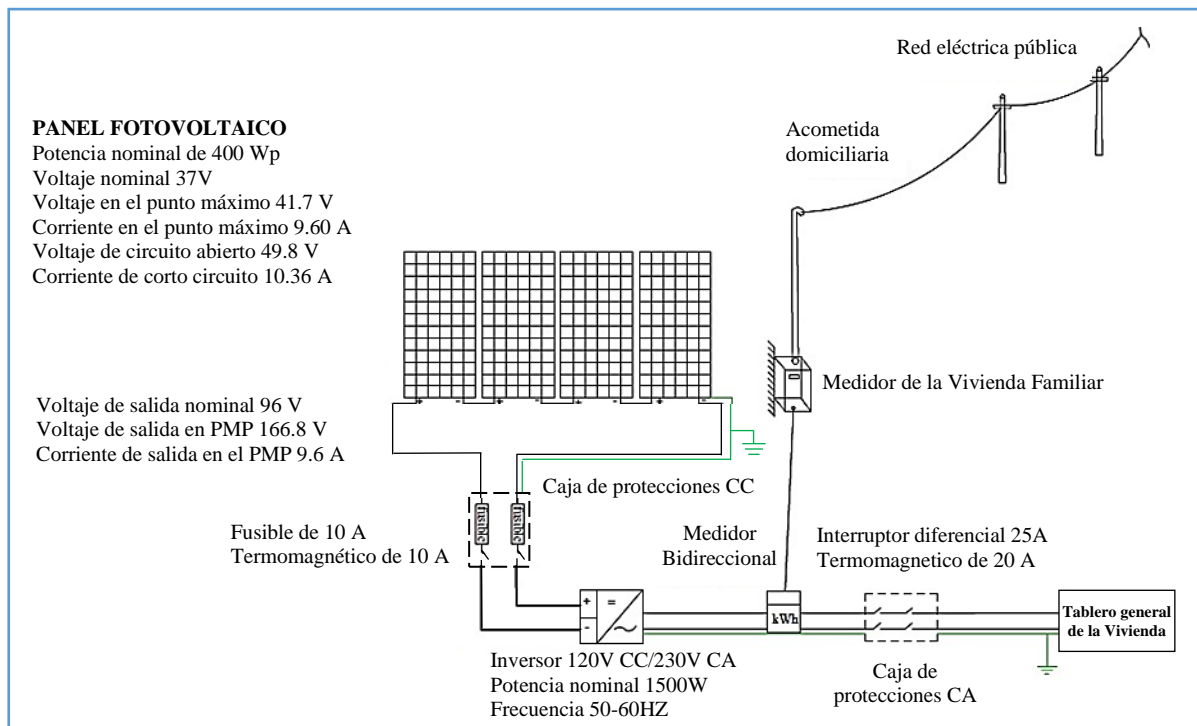 Red eléctrica pública
PANEL FOTOVOLTAICO
Potencia nominal de 400 Wp
Voltaje nominal 37V
Voltaje en el punto máximo 41.7 V
Corriente en el punto máximo 9.60 A
Voltaje de circuito abierto 49.8 V
Corriente de corto circuito 10.36 A
Acometida
domiciliaria
Medidor de la Vivienda Familiar
+ - + - + - + -
Voltaje de salida nominal 96 V
Voltaje de salida en PMP 166.8 V
Corriente de salida en el PMP 9.6 A
Caja de protecciones CC
fusible
fusible
Fusible de 10 A
Termomagnético de 10 A
Medidor
Bidireccional
Interruptor diferencial 25A
Termomagnetico de 20 A
+
-
=
~
kWh
Tablero general
de la Vivienda
Inversor 120V CC/230V CA
Potencia nominal 1500W
Frecuencia 50-60HZ
Caja de
protecciones CA